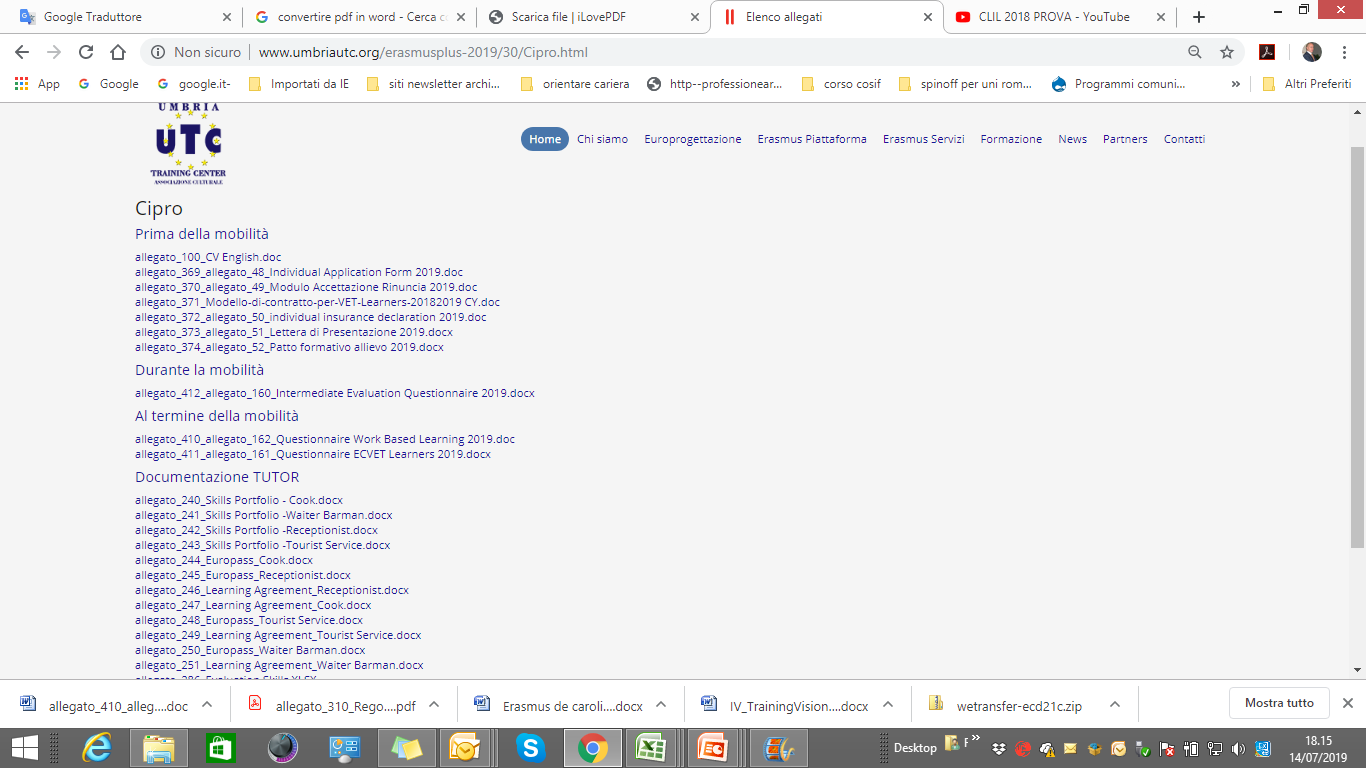 Google Traduttore
convertire pdf in word - Cerca c
Scarica file | iLovePDF
Elenco allegati
CLIL 2018 PROVA - YouTube
Non sicuro | www.umbriautc.org/erasmusplus-2019/30/Cipro.html
App
Google
google.it-
Importati da IE
siti newsletter archi...
orientare cariera
http--professionear...
corso cosif
spinoff per uni rom...
Programmi comuni...
»
Altri Preferiti
UMBRIA
UTC
TRAINING CENTER
ASSOCIAZIONE CULTURALE
Home
Chi siamo
Europrogettazione
Erasmus Piattaforma
Erasmus Servizi
Formazione
News
Partners
Contatti
Cipro
Prima della mobilità
allegato_100_CV English.doc
allegato_369_allegato_48_Individual Application Form 2019.doc
allegato_370_allegato_49_Modulo Accettazione Rinuncia 2019.doc
allegato_371_Modello-di-contratto-per-VET-Learners-20182019 CY.doc
allegato_372_allegato_50_individual insurance declaration 2019.doc
allegato_373_allegato_51_Lettera di Presentazione 2019.docx
allegato_374_allegato_52_Patto formativo allievo 2019.docx
Durante la mobilità
allegato_412_allegato_160_Intermediate Evaluation Questionnaire 2019.docx
Al termine della mobilità
allegato_410_allegato_162_Questionnaire Work Based Learning 2019.doc
allegato_411_allegato_161_Questionnaire ECVET Learners 2019.docx
Documentazione TUTOR
allegato_240_Skills Portfolio - Cook.docx
allegato_241_Skills Portfolio -Waiter Barman.docx
allegato_242_Skills Portfolio -Receptionist.docx
allegato_243_Skills Portfolio -Tourist Service.docx
allegato_244_Europass_Cook.docx
allegato_245_Europass_Receptionist.docx
allegato_246_Learning Agreement_Receptionist.docx
allegato_247_Learning Agreement_Cook.docx
allegato_248_Europass_Tourist Service.docx
allegato_249_Learning Agreement_Tourist Service.docx
allegato_250_Europass_Waiter Barman.docx
allegato_251_Learning Agreement_Waiter Barman.docx
allegato_410_alleg....doc
allegato_310_Rego....pdf
Erasmus de caroli....docx
IV_TrainingVision....docx
wetransfer-ecd21c.zip
Mostra tutto
Desktop
F
»
18.15
14/07/2019